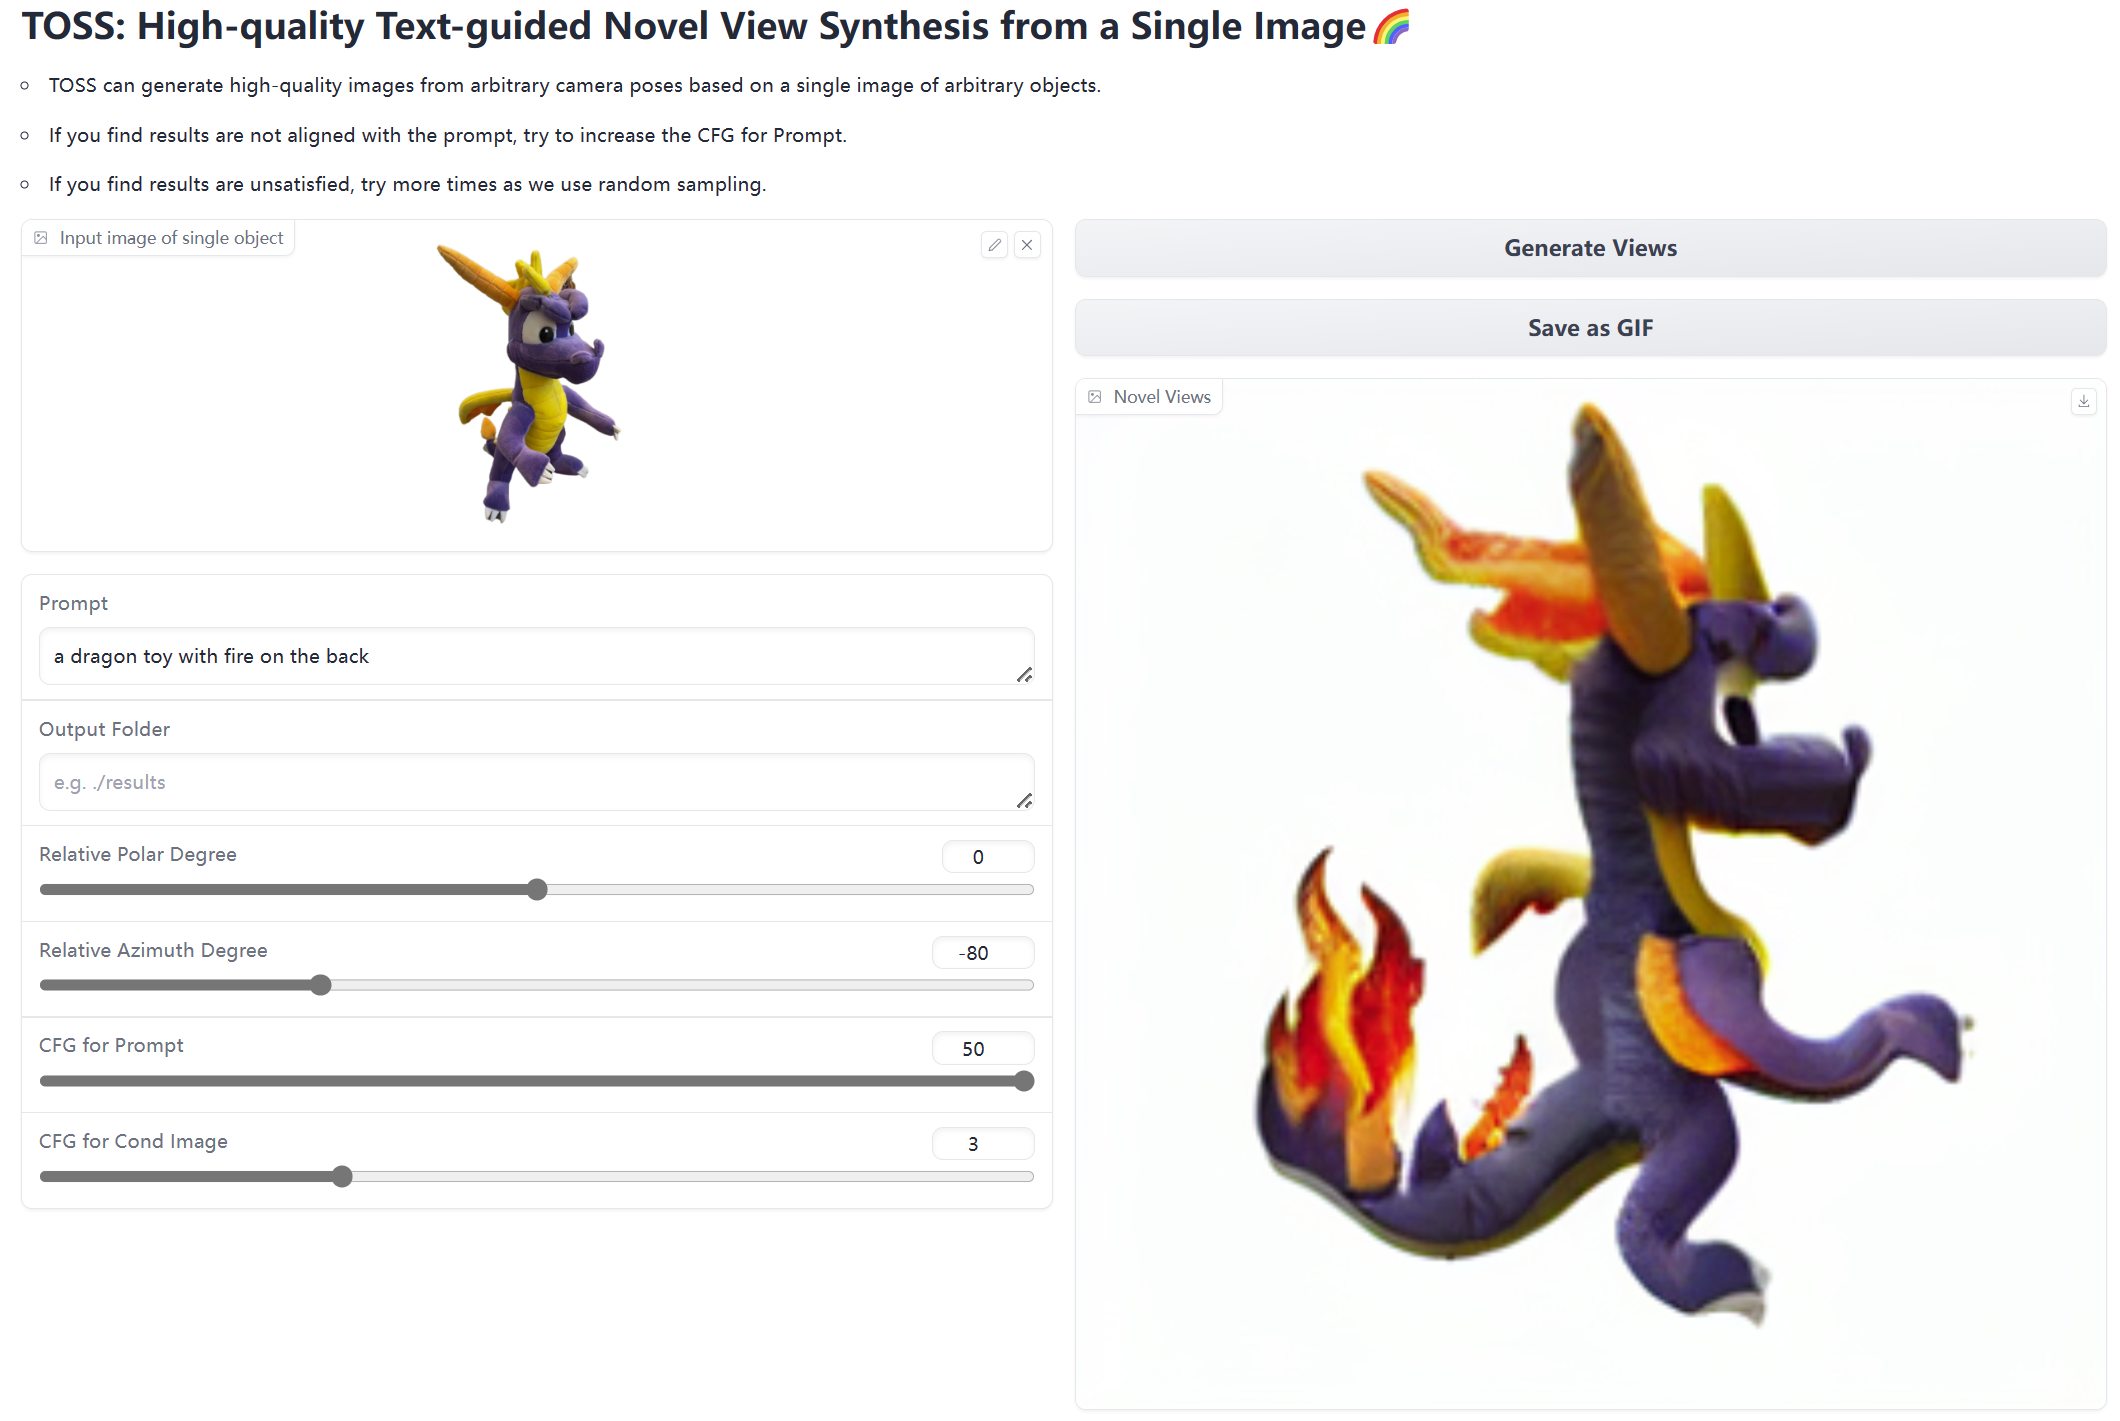 TOSS: High-quality Text-guided Novel View Synthesis from a Single Image🌈
TOSS can generate high-quality images from arbitrary camera poses based on a single image of arbitrary objects.
If you find results are not aligned with the prompt, try to increase the CFG for Prompt.
If you find results are unsatisfied, try more times as we use random sampling.
Input image of single object
Prompt
a dragon toy with fire on the back
Output Folder
e.g. ./results
Relative Polar Degree
0
Relative Azimuth Degree
-80
CFG for Prompt
50
CFG for Cond Image
3
Generate Views
Save as GIF
Novel Views